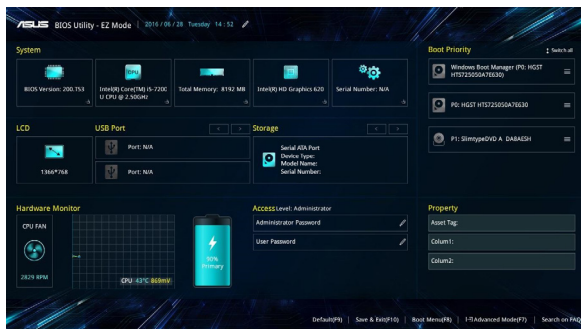 ASUS BIOS Utility - EZ Mode 2016/06/28 Tuesday 14:52
System
BIOS Version: 200.153
Intel(R) Core(TM) i5-7200
U CPU @ 2.50GHz
Total Memory: 8192 MB
Intel(R) HD Graphics 620
Serial Number: N/A
Boot Priority
Switch all
Windows Boot Manager (P0: HGST
HTS725050A7E630)
P0: HGST HTS725050A7E630
P1: SlimtypeDVD A DA8AESH
LCD
1366*768
USB Port
Port: N/A
Port: N/A
Storage
Serial ATA Port
Device Type:
Model Name:
Serial Number:
Hardware Monitor
CPU FAN
2829 RPM
CPU 43°C 869mV
90%
Primary
Access Level: Administrator
Administrator Password
User Password
Property
Asset Tag:
Colum1:
Colum2:
Default(F9) | Save & Exit(F10) | Boot Menu(F8) | Advanced Mode(F7) | Search on FAQ